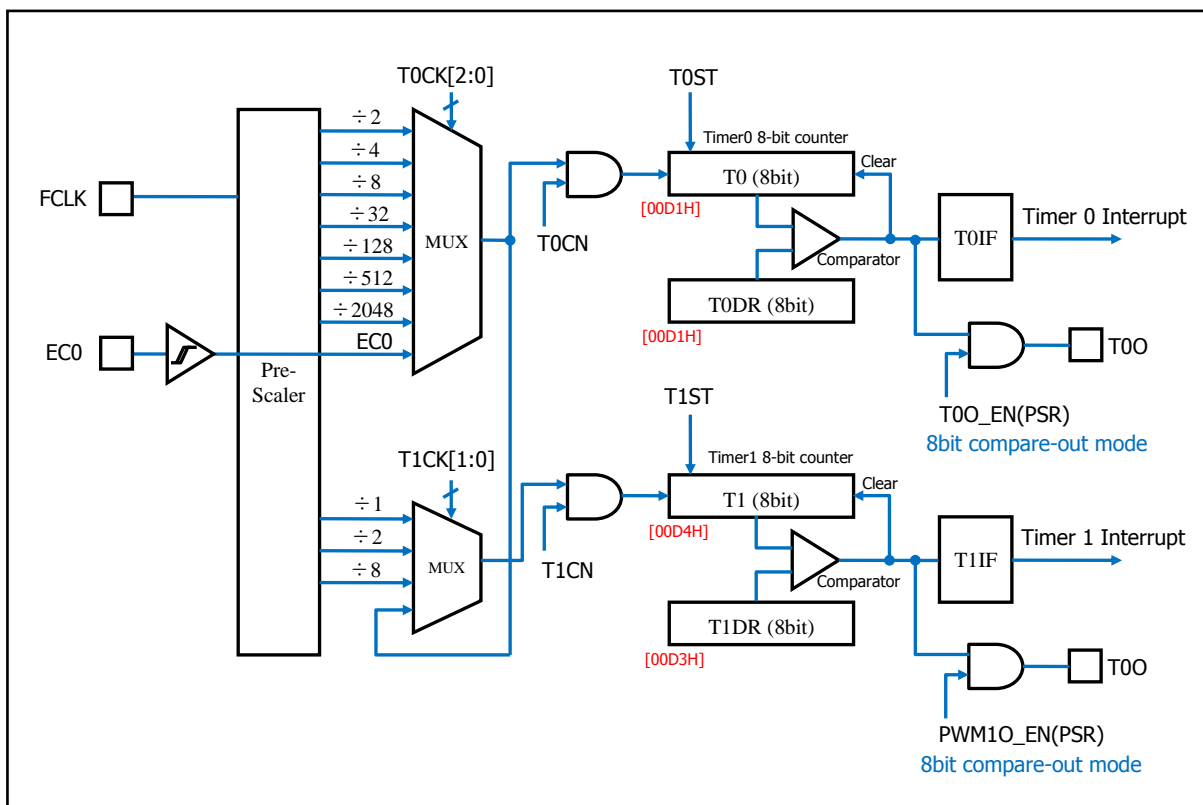 T0CK[2:0]
T0ST
÷2
÷4
÷8
÷32
÷128
÷512
÷2048
EC0
FCLK
EC0
Pre-
Scaler
MUX
T0CN
Timer0 8-bit counter
T0 (8bit)
Clear
[00D1H]
Comparator
T0DR (8bit)
[00D1H]
T0IF
Timer 0 Interrupt
T0O
T0O_EN(PSR)
8bit compare-out mode
T1CK[1:0]
T1ST
÷1
÷2
÷8
MUX
T1CN
Timer1 8-bit counter
T1 (8bit)
Clear
[00D4H]
Comparator
T1DR (8bit)
[00D3H]
T1IF
Timer 1 Interrupt
T0O
PWM1O_EN(PSR)
8bit compare-out mode